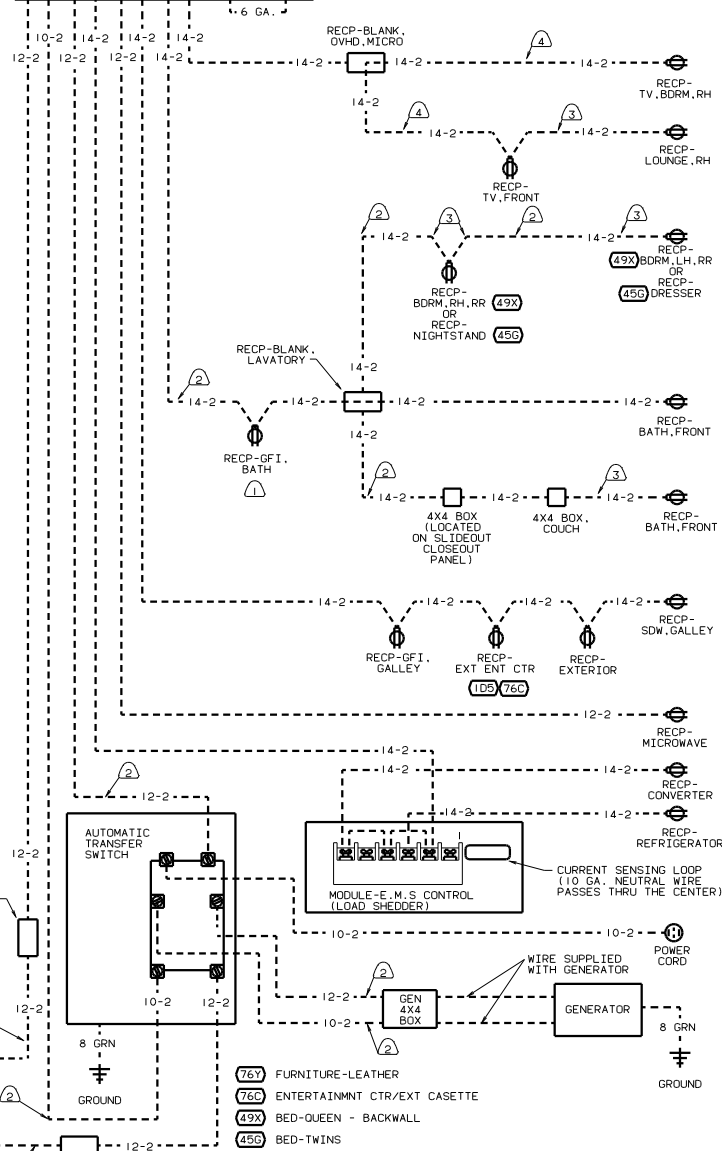 6 GA.
10-2 14-2 14-2 14-2
12-2 12-2 12-2 14-2
RECP-BLANK,
OVHD,MICRO
14-2 14-2 4 14-2
RECP-
TV,BDRM,RH
14-2
4 14-2 3 14-2
RECP-
LOUNGE,RH
RECP-
TV,FRONT
2 14-2 3 2 14-2 3
RECP-
49X BDRM,LH,RR
OR
RECP-
45G DRESSER
RECP-
BDRM,RH,RR 49X
OR
RECP-
NIGHTSTAND 45G
RECP-BLANK,
LAVATORY
14-2
2
14-2 14-2 14-2 14-2
RECP-
BATH,FRONT
RECP-GFI,
BATH
1
14-2
2 14-2 14-2 3 14-2
RECP-
BATH,FRONT
4X4 BOX
(LOCATED
ON SLIDEOUT
CLOSEOUT
PANEL)
4X4 BOX,
COUCH
14-2 14-2 14-2 14-2
RECP-
SDW,GALLEY
RECP-GFI,
GALLEY
RECP-
EXT ENT CTR
1D5 76C
RECP-
EXTERIOR
12-2
RECP-
MICROWAVE
14-2
14-2 14-2
RECP-
CONVERTER
2
12-2
14-2 14-2
RECP-
REFRIGERATOR
AUTOMATIC
TRANSFER
SWITCH
12-2
1
MODULE-E.M.S CONTROL
(LOAD SHEDDER)
CURRENT SENSING LOOP
(10 GA. NEUTRAL WIRE
PASSES THRU THE CENTER)
10-2 10-2
POWER
CORD
WIRE SUPPLIED
WITH GENERATOR
2
12-2
10-2
2
GEN
4X4
BOX
GENERATOR
8 GRN
GROUND
12-2
10-2 12-2
8 GRN
GROUND
2
12-2
76Y FURNITURE-LEATHER
76C ENTERTAINMNT CTR/EXT CASETTE
49X BED-QUEEN - BACKWALL
45G BED-TWINS